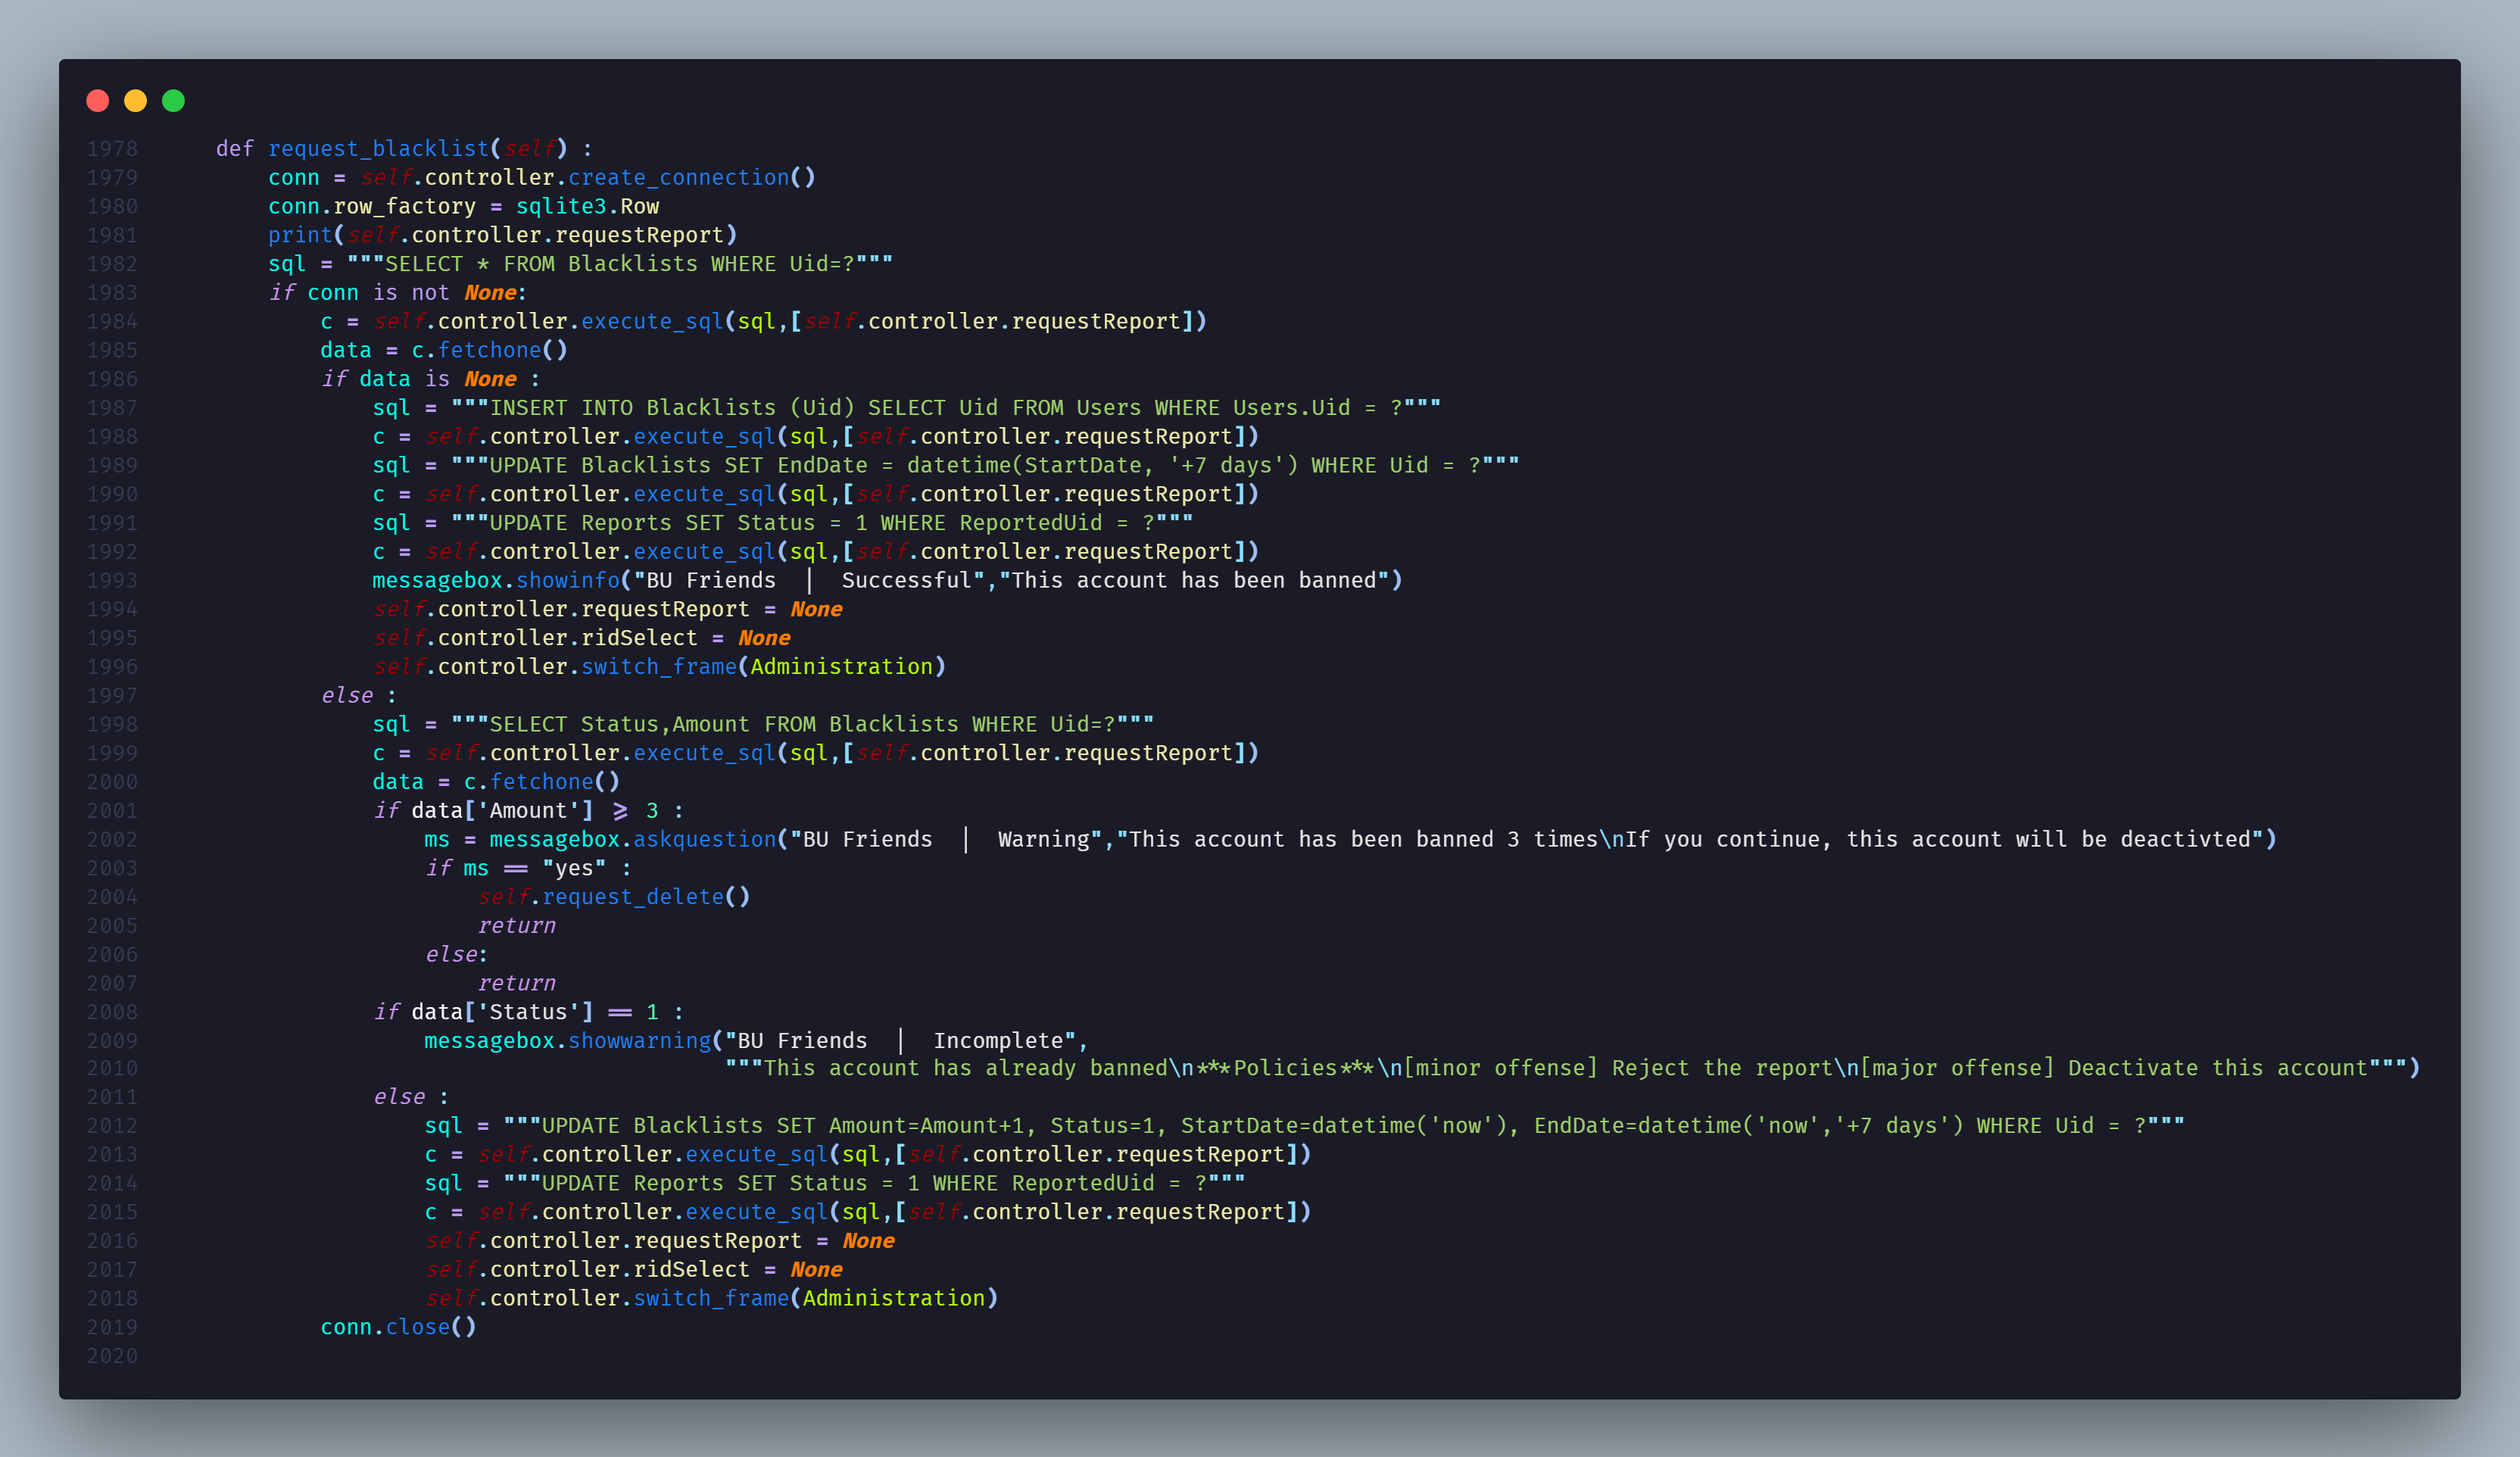 1978     def request_blacklist(self) :
1979         conn = self.controller.create_connection()
1980         conn.row_factory = sqlite3.Row
1981         print(self.controller.requestReport)
1982         sql = """SELECT * FROM Blacklists WHERE Uid=?"""
1983         if conn is not None:
1984             c = self.controller.execute_sql(sql,[self.controller.requestReport])
1985             data = c.fetchone()
1986             if data is None :
1987                 sql = """INSERT INTO Blacklists (Uid) SELECT Uid FROM Users WHERE Users.Uid = ?"""
1988                 c = self.controller.execute_sql(sql,[self.controller.requestReport])
1989                 sql = """UPDATE Blacklists SET EndDate = datetime(StartDate, '+7 days') WHERE Uid = ?"""
1990                 c = self.controller.execute_sql(sql,[self.controller.requestReport])
1991                 sql = """UPDATE Reports SET Status = 1 WHERE ReportedUid = ?"""
1992                 c = self.controller.execute_sql(sql,[self.controller.requestReport])
1993                 messagebox.showinfo("BU Friends  |  Successful","This account has been banned")
1994                 self.controller.requestReport = None
1995                 self.controller.ridSelect = None
1996                 self.controller.switch_frame(Administration)
1997             else :
1998                 sql = """SELECT Status,Amount FROM Blacklists WHERE Uid=?"""
1999                 c = self.controller.execute_sql(sql,[self.controller.requestReport])
2000                 data = c.fetchone()
2001                 if data['Amount'] >= 3 :
2002                     ms = messagebox.askquestion("BU Friends  |  Warning","This account has been banned 3 times\nIf you continue, this account will be deactivted")
2003                     if ms == "yes" :
2004                         self.request_delete()
2005                         return
2006                     else:
2007                         return
2008                 if data['Status'] == 1 :
2009                     messagebox.showwarning("BU Friends  |  Incomplete",
2010                                            """This account has already banned\n***Policies***\n[minor offense] Reject the report\n[major offense] Deactivate this account""")
2011                 else :
2012                     sql = """UPDATE Blacklists SET Amount=Amount+1, Status=1, StartDate=datetime('now'), EndDate=datetime('now','+7 days') WHERE Uid = ?"""
2013                     c = self.controller.execute_sql(sql,[self.controller.requestReport])
2014                     sql = """UPDATE Reports SET Status = 1 WHERE ReportedUid = ?"""
2015                     c = self.controller.execute_sql(sql,[self.controller.requestReport])
2016                     self.controller.requestReport = None
2017                     self.controller.ridSelect = None
2018                     self.controller.switch_frame(Administration)
2019             conn.close()
2020